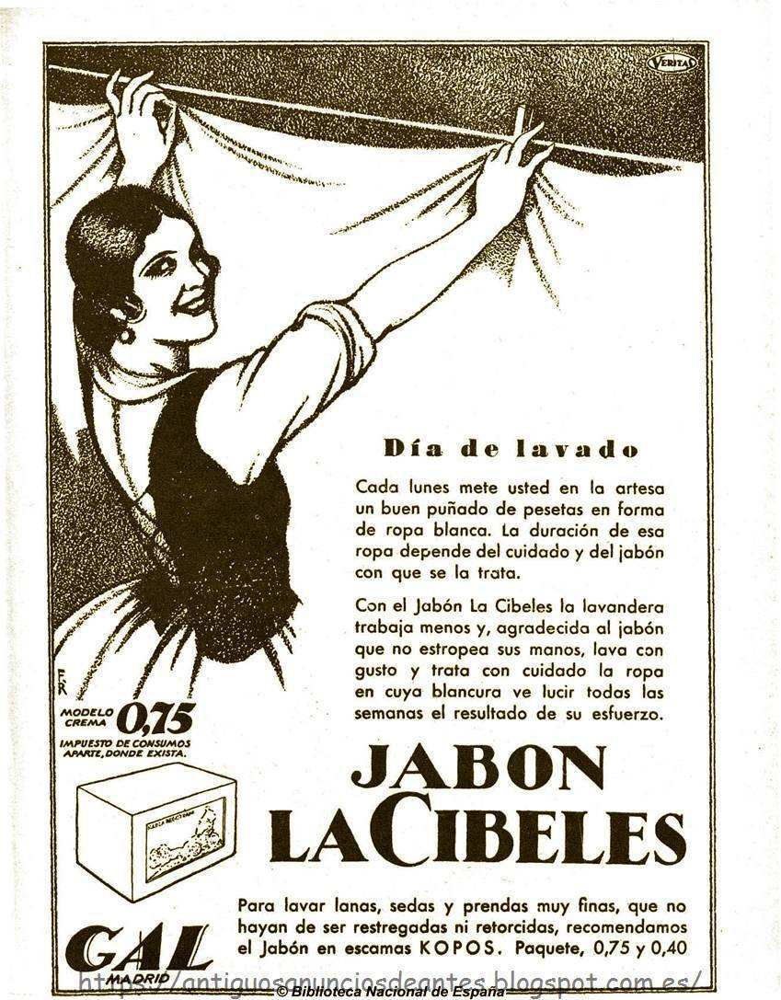 VERITAS
Día de lavado
Cada lunes mete usted en la artesa
un buen puñado de pesetas en forma
de ropa blanca. La duración de esa
ropa depende del cuidado y del jabón
con que se la trata.
Con el Jabón La Cibeles la lavandera
trabaja menos y, agradecida al jabón
que no estropea sus manos, lava con
gusto y trata con cuidado la ropa
en cuya blancura ve lucir todas las
semanas el resultado de su esfuerzo.
MODELO CREMA 0,75
IMPUESTO DE CONSUMOS
APARTE, DONDE EXISTA.
JABON
LA CIBELES
MARCA REGISTRADA
Para lavar lanas, sedas y prendas muy finas, que no
hayan de ser restregadas ni retorcidas, recomendamos
el Jabón en escamas KOPOS. Paquete, 0,75 y 0,40
GAL
MADRID
https://antiguosanunciosdeantes.blogspot.com.es/
© Biblioteca Nacional de España